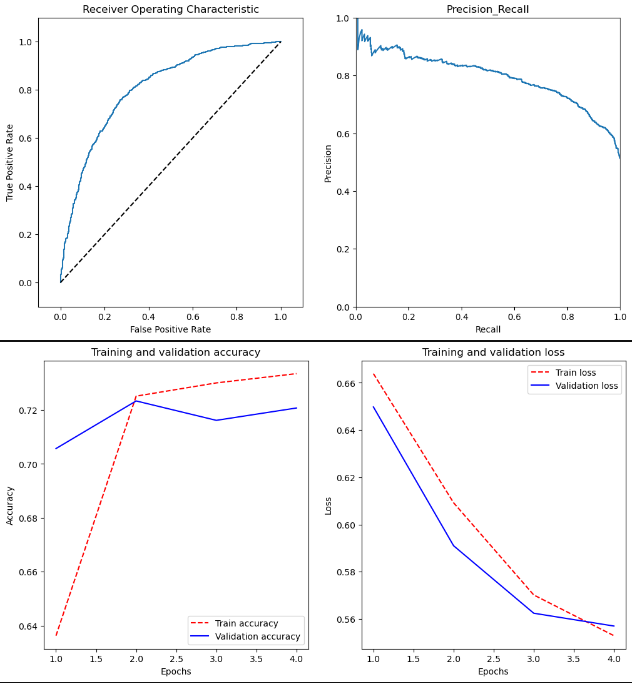 Receiver Operating Characteristic
1.0
0.8
0.6
0.4
0.2
0.0
True Positive Rate
0.0 0.2 0.4 0.6 0.8 1.0
False Positive Rate
Precision_Recall
1.0
0.8
0.6
0.4
0.2
0.0
Precision
0.0 0.2 0.4 0.6 0.8 1.0
Recall
Training and validation accuracy
0.72
0.70
0.68
0.66
0.64
Accuracy
Train accuracy
Validation accuracy
1.0 1.5 2.0 2.5 3.0 3.5 4.0
Epochs
Training and validation loss
Train loss
Validation loss
0.66
0.64
0.62
0.60
0.58
0.56
Loss
1.0 1.5 2.0 2.5 3.0 3.5 4.0
Epochs